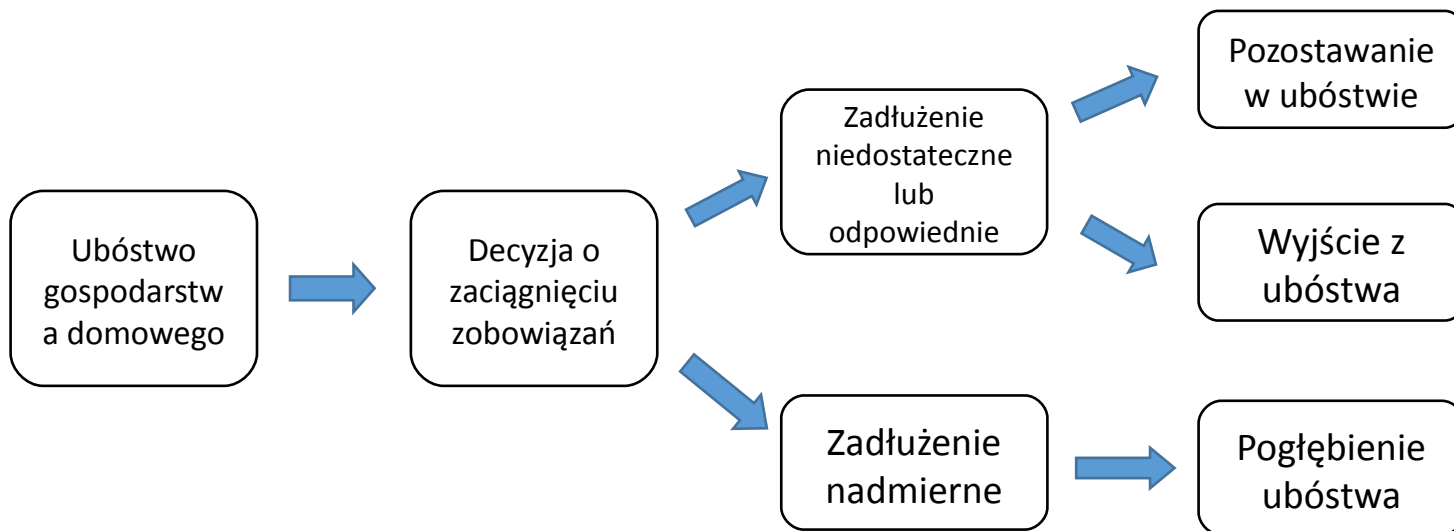 Ubóstwo
gospodarstw
a domowego
Decyzja o
zaciągnięciu
zobowiązań
Zadłużenie
niedostateczne
lub
odpowiednie
Zadłużenie
nadmierne
Pozostawanie
w ubóstwie
Wyjście z
ubóstwa
Pogłębienie
ubóstwa